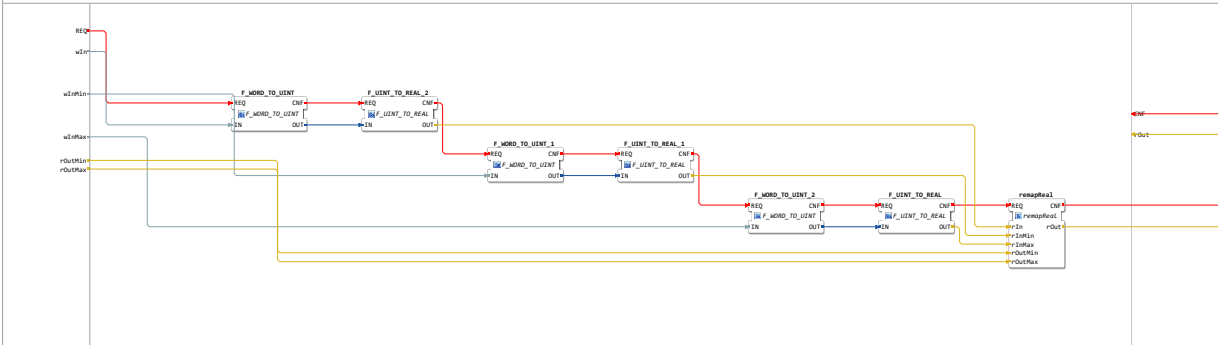 REQ
wIn
wInMin
wInMax
rOutMin
rOutMax
F_WORD_TO_UINT
REQ CNF
F_WORD_TO_UINT
IN OUT
F_UINT_TO_REAL_2
REQ CNF
F_UINT_TO_REAL
IN OUT
F_WORD_TO_UINT_1
REQ CNF
F_WORD_TO_UINT
IN OUT
F_UINT_TO_REAL_1
REQ CNF
F_UINT_TO_REAL
IN OUT
F_WORD_TO_UINT_2
REQ CNF
F_WORD_TO_UINT
IN OUT
F_UINT_TO_REAL
REQ CNF
F_UINT_TO_REAL
IN OUT
remapReal
REQ CNF
remapReal
rIn rOut
rInMin
rInMax
rOutMin
rOutMax
CNF
rOut